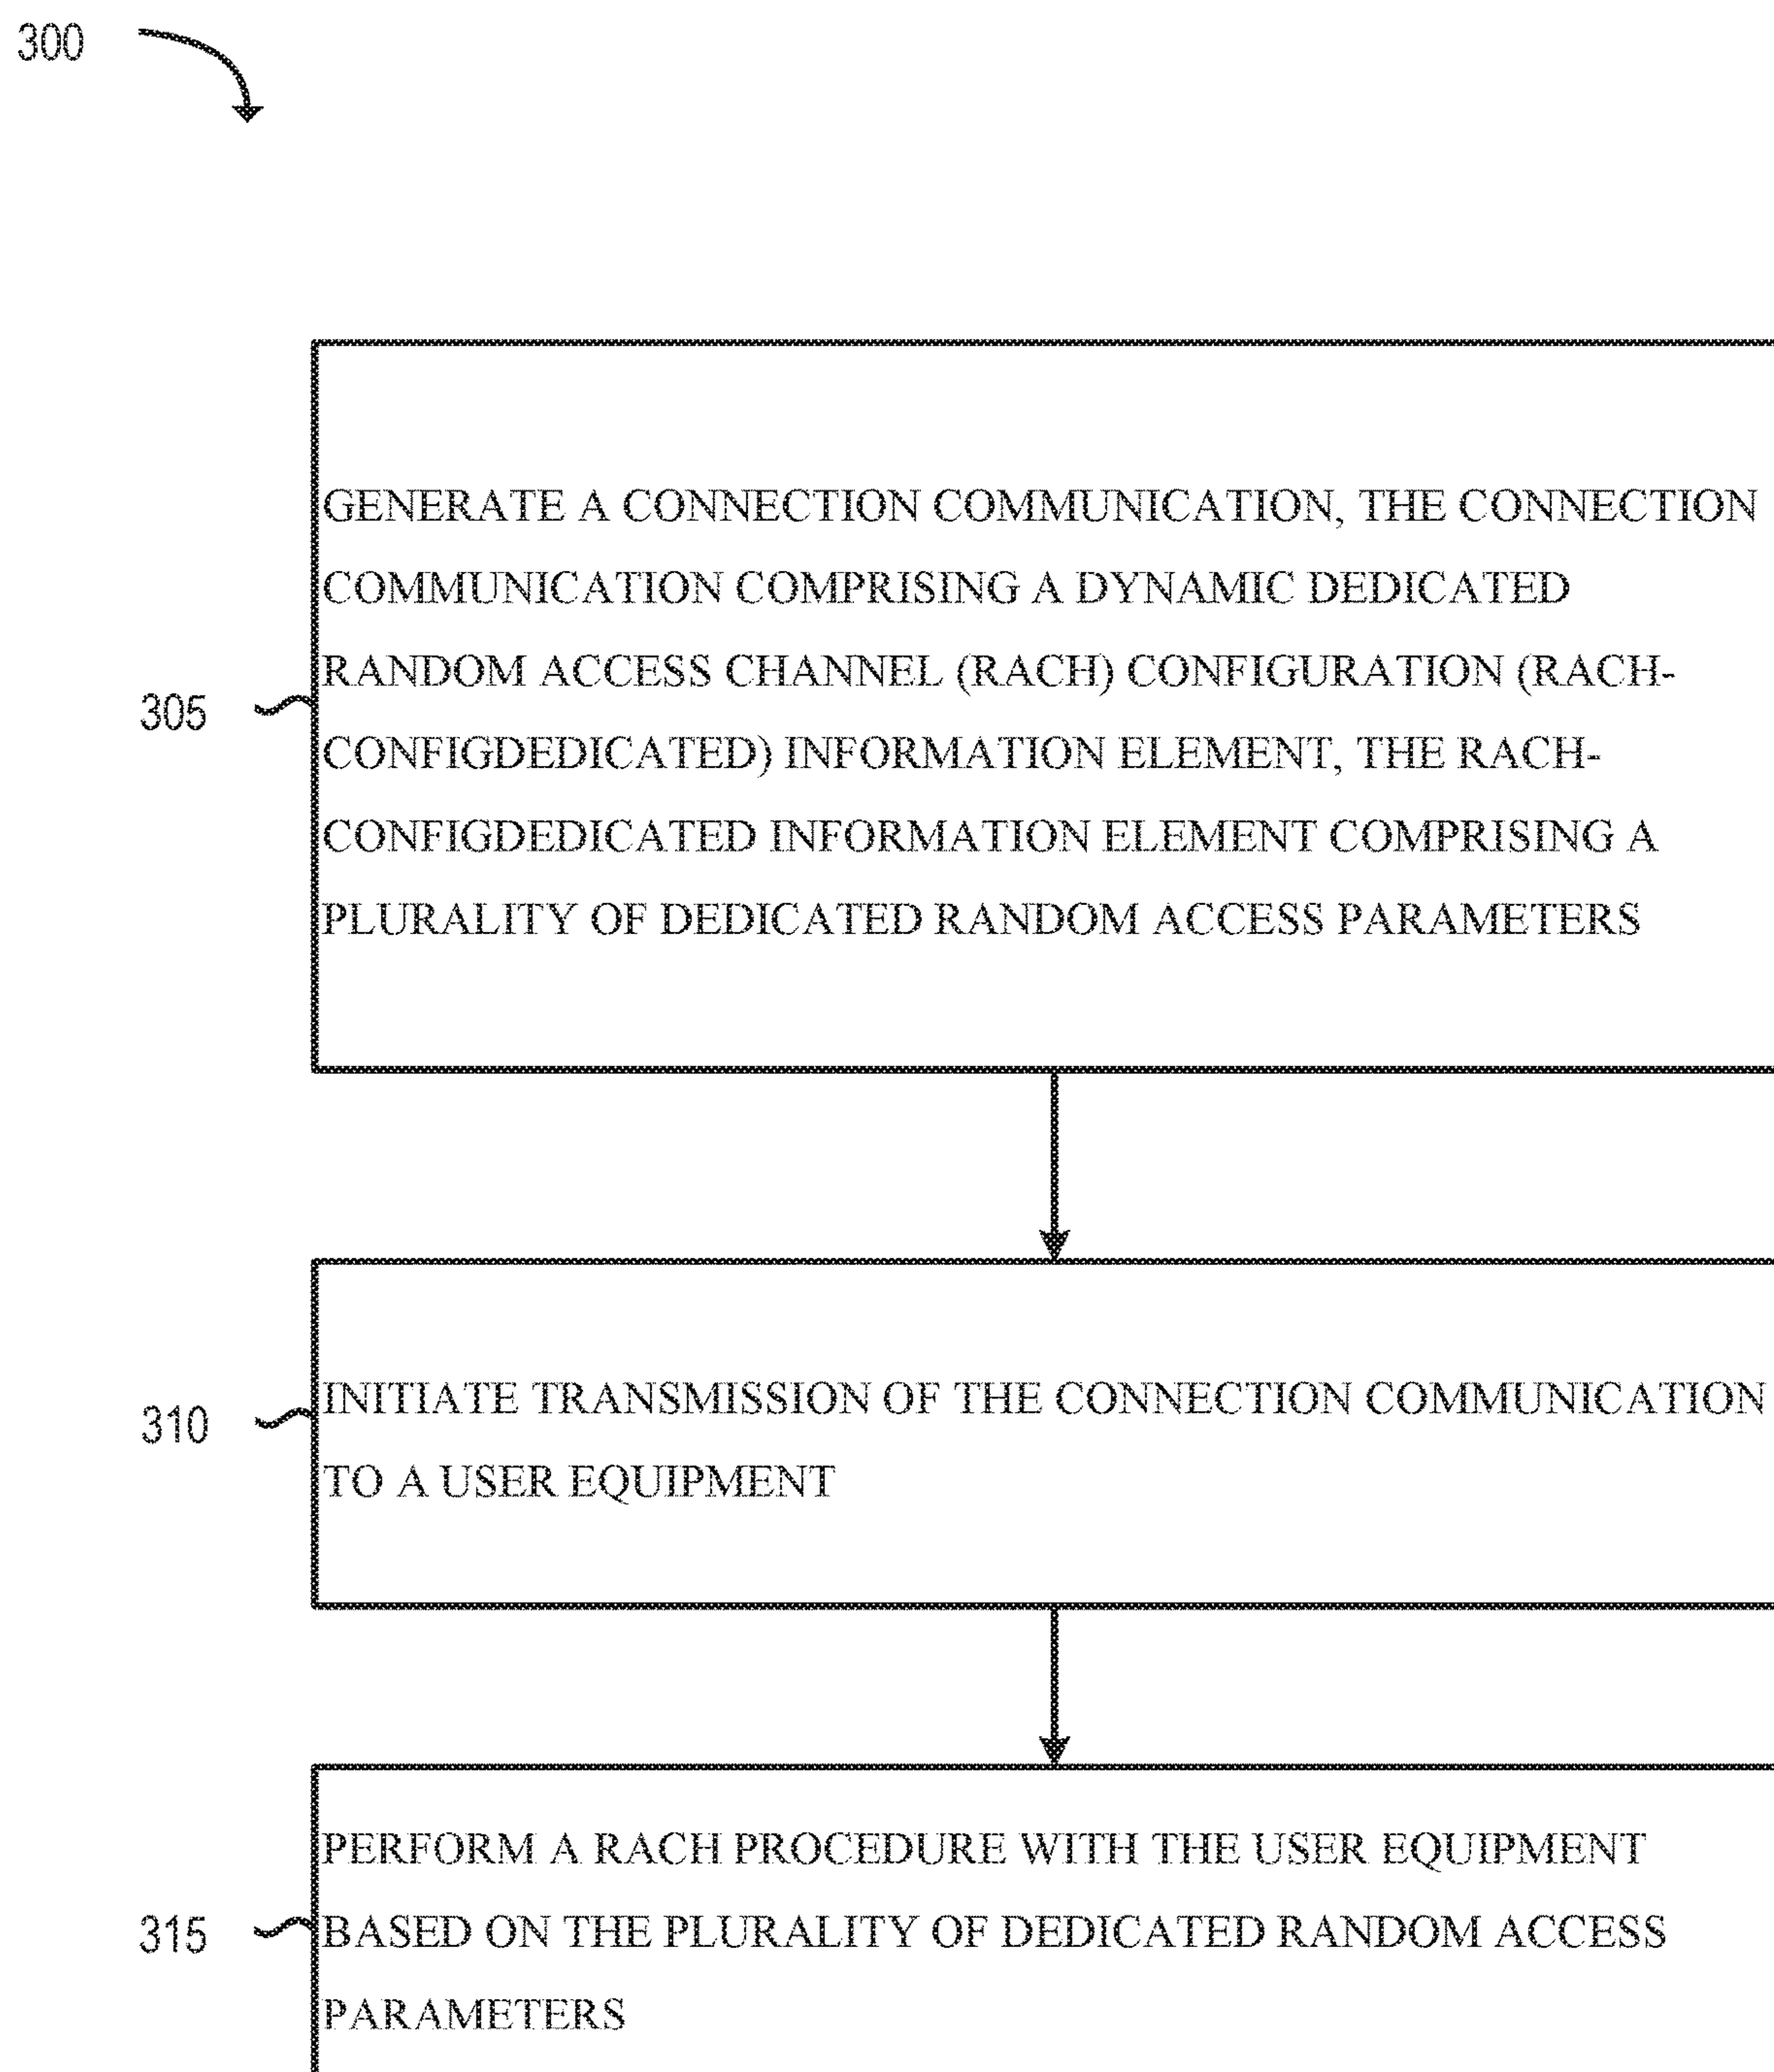 300
GENERATE A CONNECTION COMMUNICATION, THE CONNECTION
COMMUNICATION COMPRISING A DYNAMIC DEDICATED
RANDOM ACCESS CHANNEL (RACH) CONFIGURATION (RACH-
305
CONFIGDEDICATED) INFORMATION ELEMENT, THE RACH-
CONFIGDEDICATED INFORMATION ELEMENT COMPRISING A
PLURALITY OF DEDICATED RANDOM ACCESS PARAMETERS
310
INITIATE TRANSMISSION OF THE CONNECTION COMMUNICATION
TO A USER EQUIPMENT
PERFORM A RACH PROCEDURE WITH THE USER EQUIPMENT
315
BASED ON THE PLURALITY OF DEDICATED RANDOM ACCESS
PARAMETERS